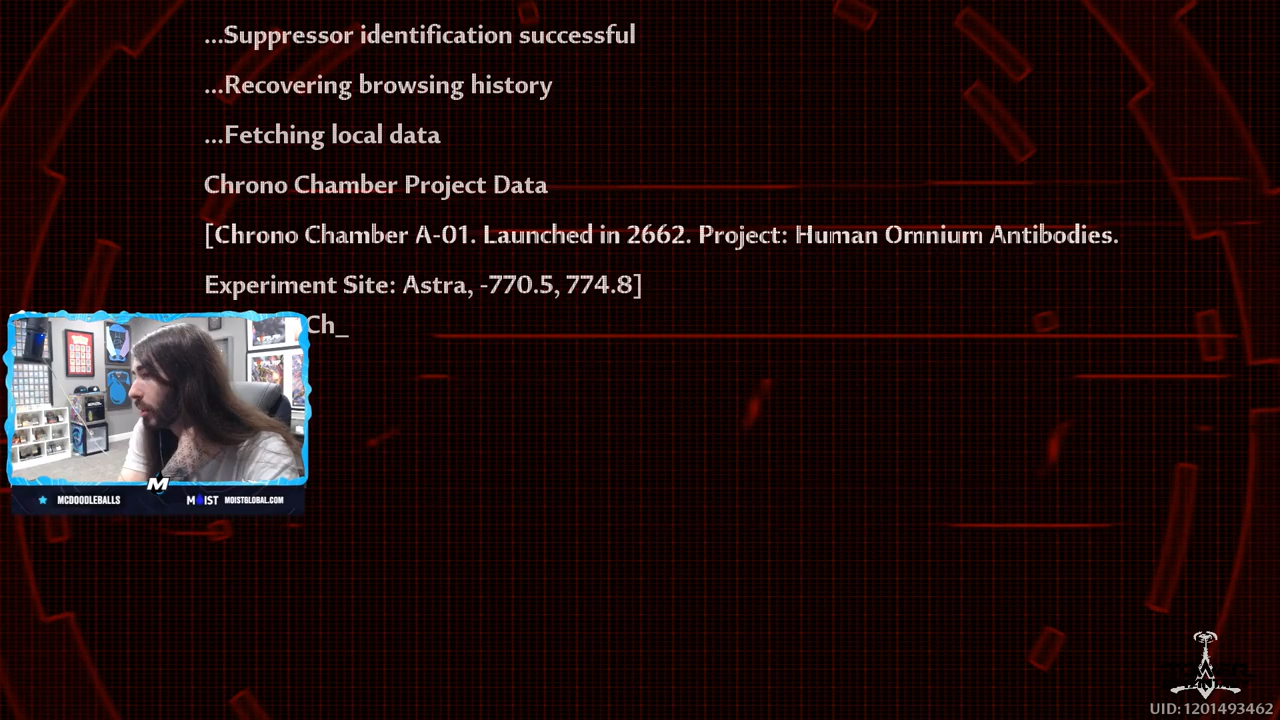 ...Suppressor identification successful
...Recovering browsing history
...Fetching local data
Chrono Chamber Project Data
[Chrono Chamber A-01. Launched in 2662. Project: Human Omnium Antibodies.
Experiment Site: Astra, -770.5, 774.8]
Ch_
M
MCDOODLEBALLS
MOIST
MOISTGLOBAL.COM
UID: 1201493462